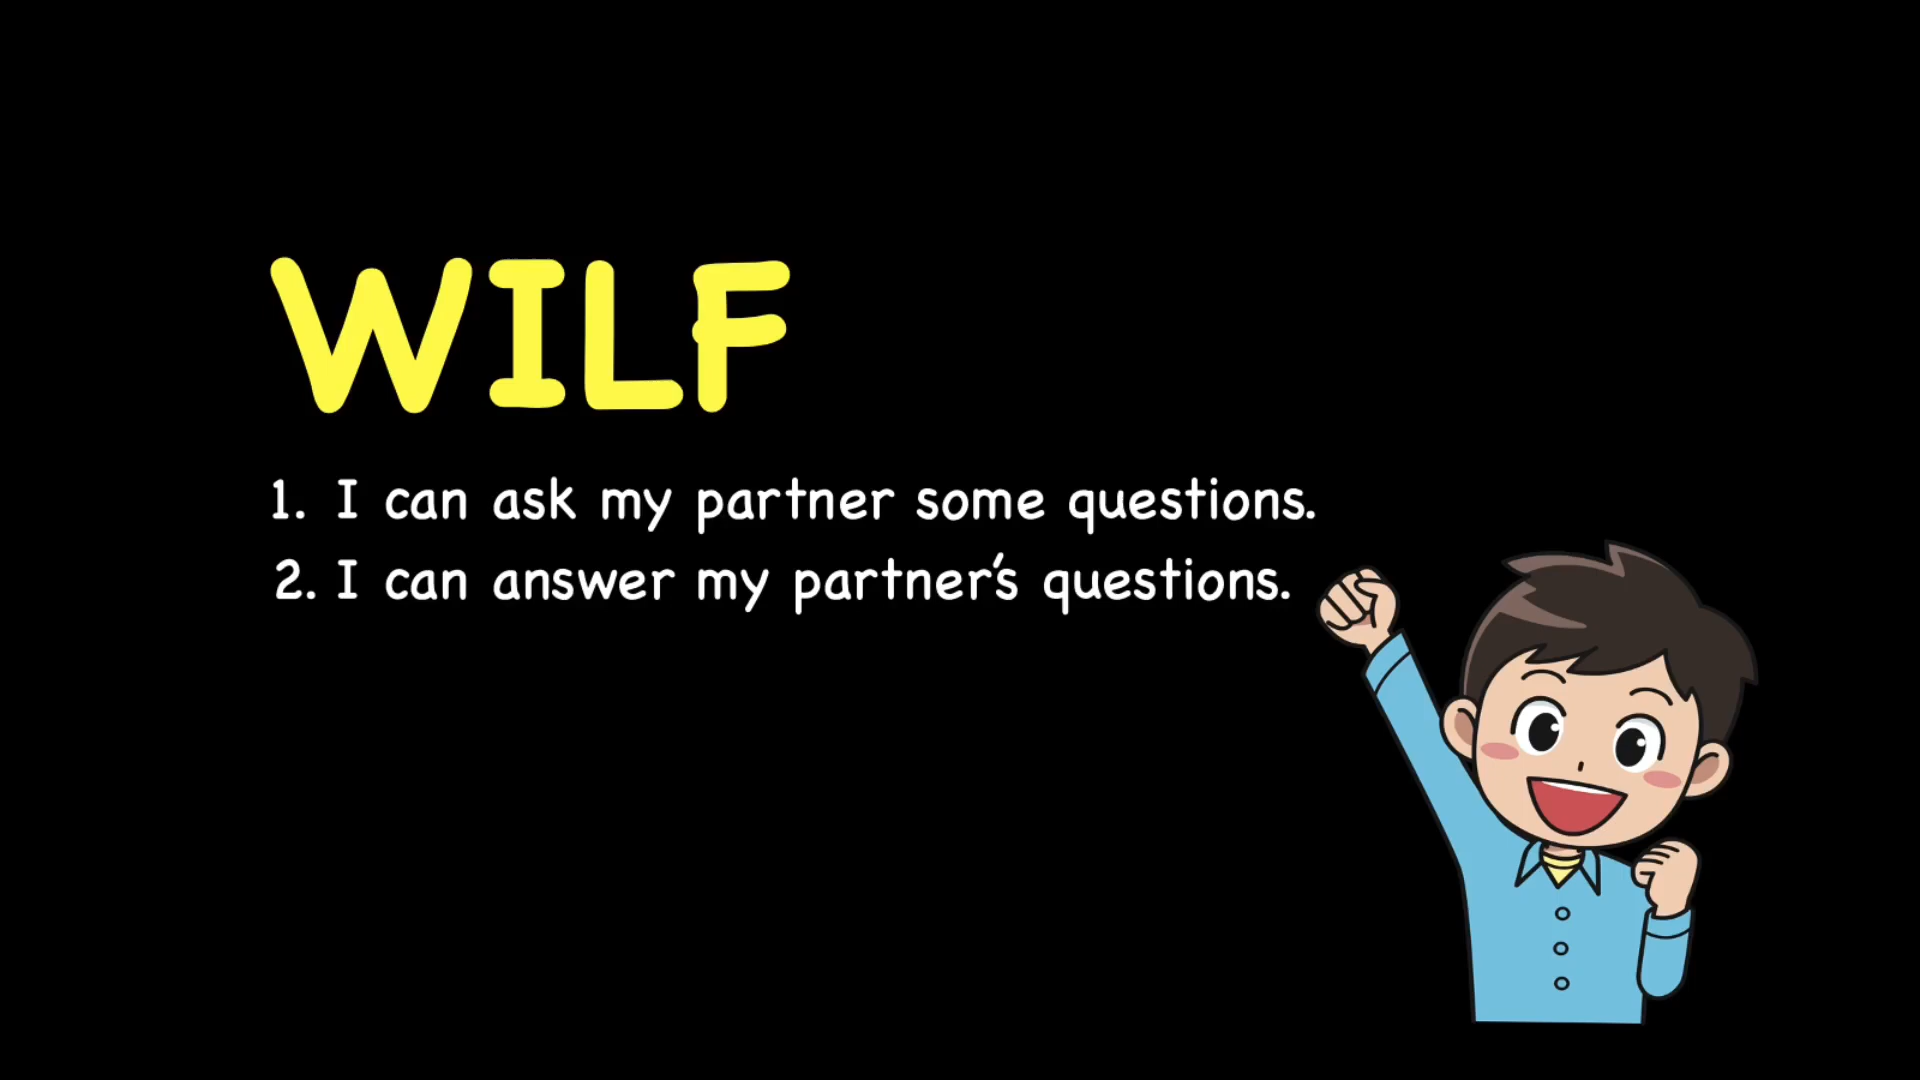 WILF
1. I can ask my partner some questions.
2. I can answer my partner's questions.